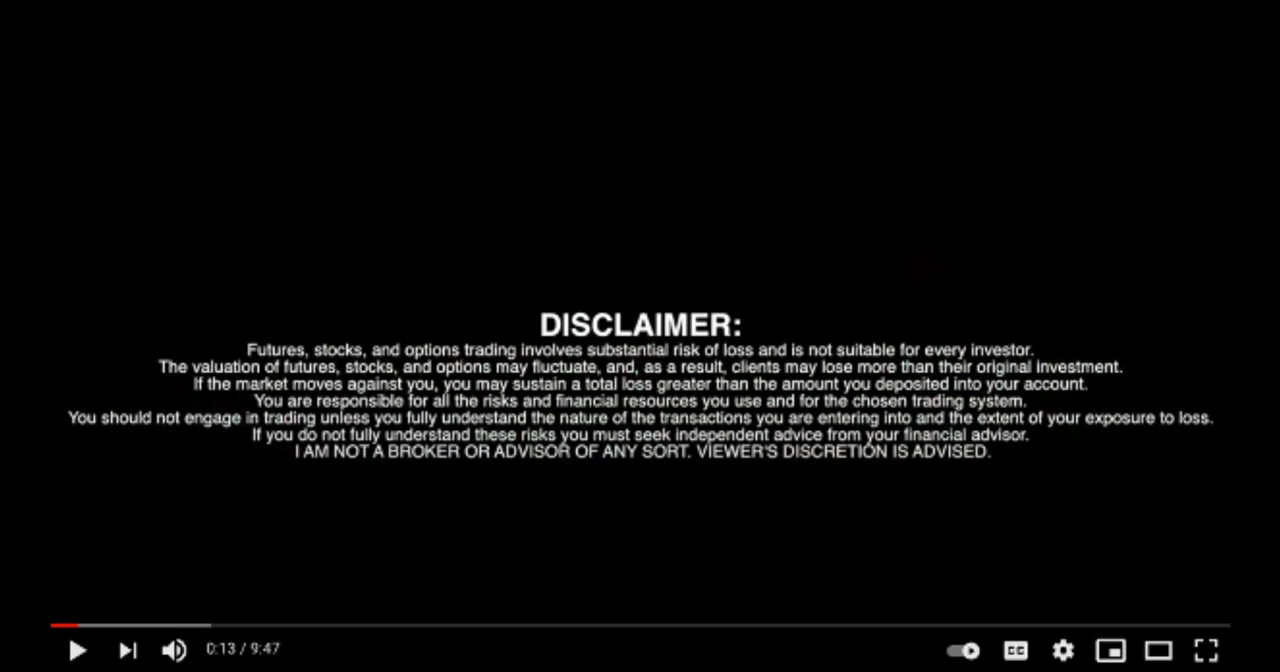 DISCLAIMER:
Futures, stocks, and options trading involves substantial risk of loss and is not suitable for every investor.
The valuation of futures, stocks, and options may fluctuate, and, as a result, clients may lose more than their original investment.
If the market moves against you, you may sustain a total loss greater than the amount you deposited into your account.
You are responsible for all the risks and financial resources you use and for the chosen trading system.
You should not engage in trading unless you fully understand the nature of the transactions you are entering into and the extent of your exposure to loss.
If you do not fully understand these risks you must seek independent advice from your financial advisor.
I AM NOT A BROKER OR ADVISOR OF ANY SORT. VIEWER'S DISCRETION IS ADVISED.
0:13 / 9:47
CC